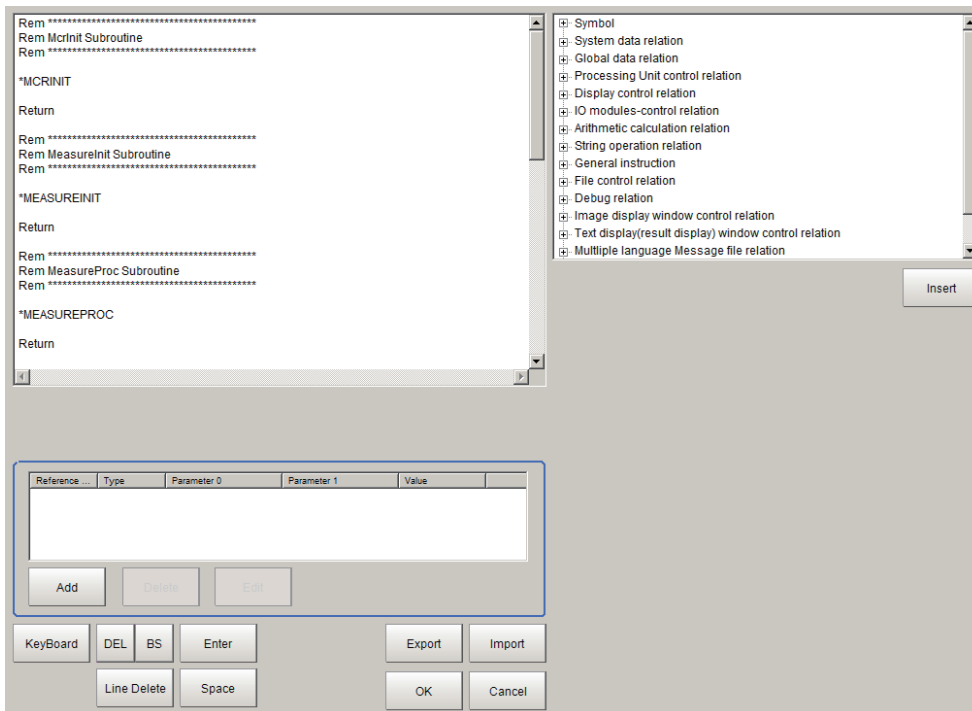 Rem ********************************************
Rem McrInit Subroutine
Rem ********************************************
*MCRINIT
Return
Rem ********************************************
Rem MeasureInit Subroutine
Rem ********************************************
*MEASUREINIT
Return
Rem ********************************************
Rem MeasureProc Subroutine
Rem ********************************************
*MEASUREPROC
Return
Symbol
System data relation
Global data relation
Processing Unit control relation
Display control relation
IO modules-control relation
Arithmetic calculation relation
String operation relation
General instruction
File control relation
Debug relation
Image display window control relation
Text display(result display) window control relation
Multliple language Message file relation
Insert
Reference ... Type Parameter 0 Parameter 1 Value
Add Delete Edit
KeyBoard DEL BS Enter Export Import
Line Delete Space OK Cancel